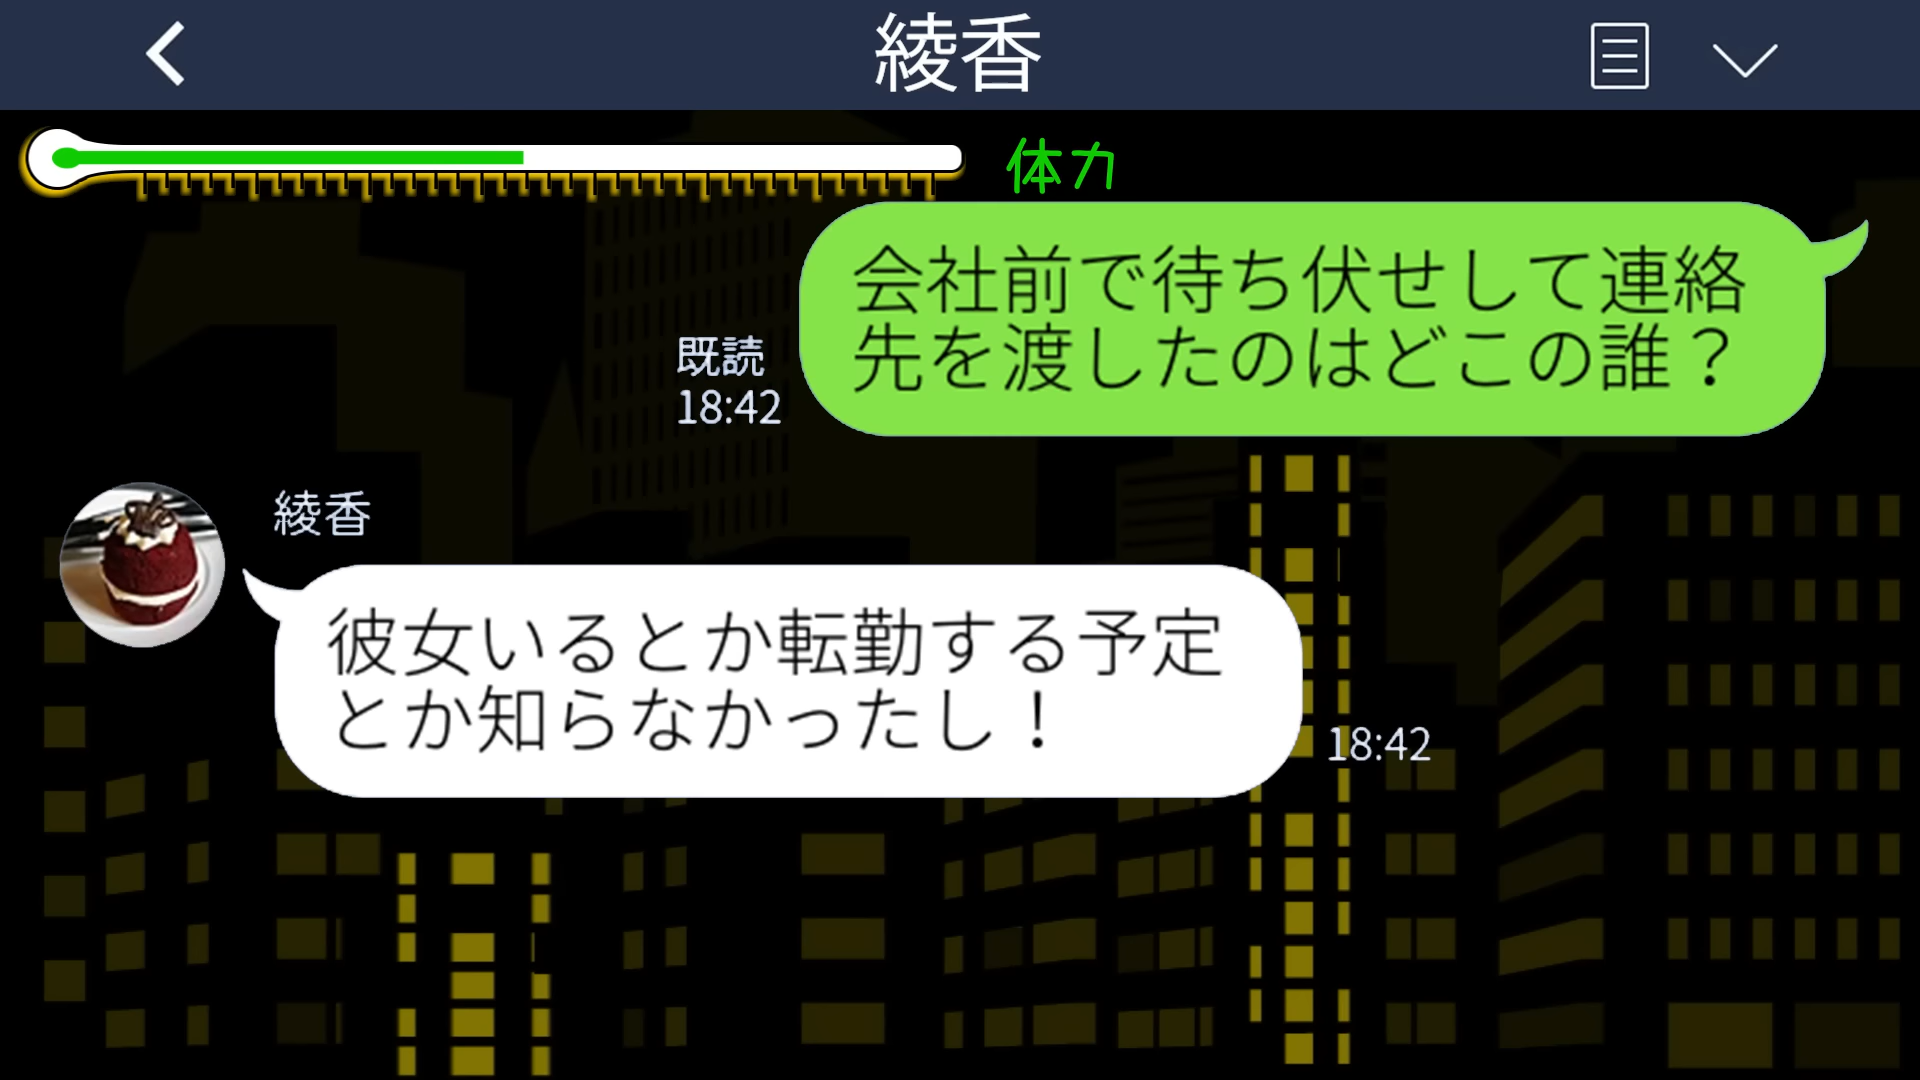 綾香
体力
会社前で待ち伏せして連絡
先を渡したのはどこの誰？
既読
18:42
綾香
彼女いるとか転勤する予定
とか知らなかったし！
18:42